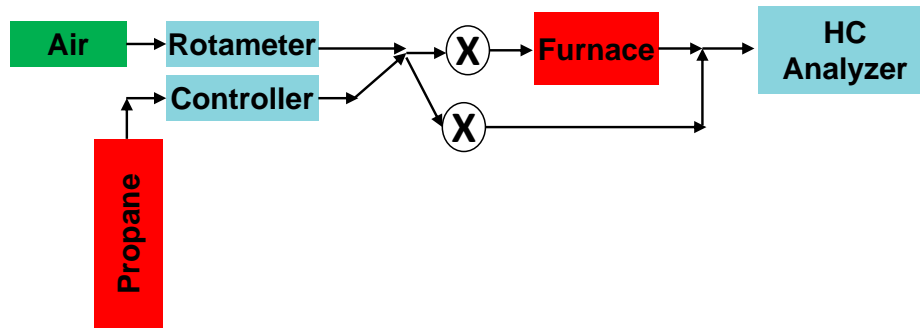 Air
Rotameter
X
Furnace
HC
Analyzer
Controller
X
Propane